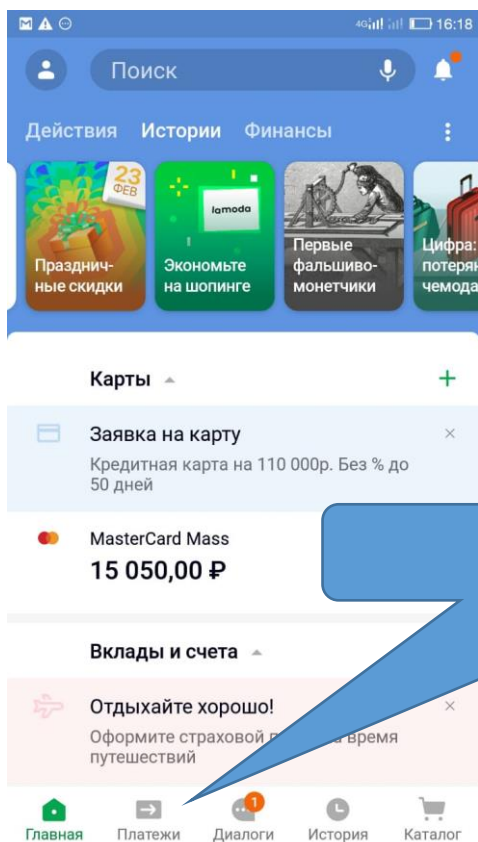 4G 16:18
Поиск
Действия Истории Финансы
23
ФЕВ
Празднич-
ные скидки
lamoda
Экономьте
на шопинге
Первые
фальшиво-
монетчики
Цифра:
потерян
чемода
Карты
Заявка на карту
Кредитная карта на 110 000р. Без % до
50 дней
MasterCard Mass
15 050,00 ₽
Вклады и счета
Отдыхайте хорошо!
Оформите страховой п время
путешествий
1
Главная Платежи Диалоги История Каталог